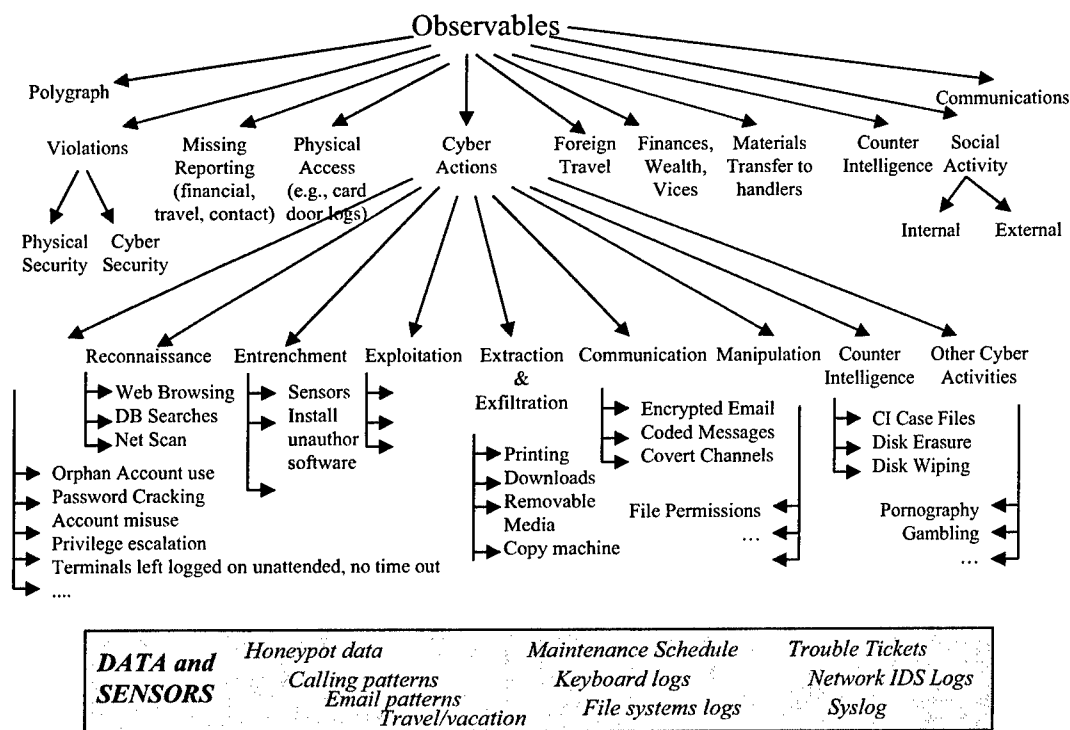 Observables
Polygraph
Communications
Violations
Missing
Reporting
(financial,
travel, contact)
Physical
Access
(e.g., card
door logs)
Cyber
Actions
Foreign
Travel
Finances,
Wealth,
Vices
Materials
Transfer to
handlers
Counter
Intelligence
Social
Activity
Physical
Security
Cyber
Security
Internal
External
Reconnaissance
Web Browsing
DB Searches
Net Scan
Orphan Account use
Password Cracking
Account misuse
Privilege escalation
Terminals left logged on unattended, no time out
....
Entrenchment
Sensors
Install
unauthor
software
Exploitation
Extraction
&
Exfiltration
Printing
Downloads
Removable
Media
Copy machine
Communication
Encrypted Email
Coded Messages
Covert Channels
Manipulation
File Permissions
...
Counter
Intelligence
CI Case Files
Disk Erasure
Disk Wiping
Other Cyber
Activities
Pornography
Gambling
...
DATA and
SENSORS
Honeypot data
Calling patterns
Email patterns
Travel/vacation
Maintenance Schedule
Keyboard logs
File systems logs
Trouble Tickets
Network IDS Logs
Syslog